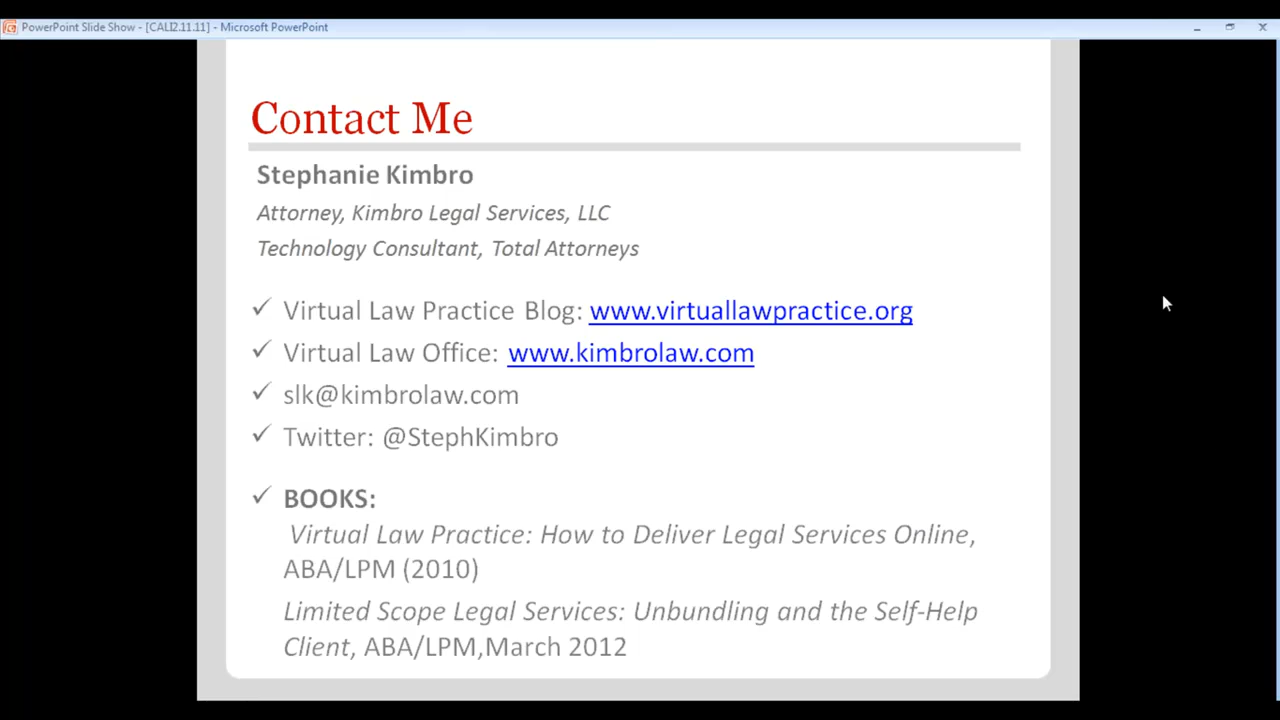 PowerPoint Slide Show - [CALI2.11.11] - Microsoft PowerPoint
Contact Me
Stephanie Kimbro
Attorney, Kimbro Legal Services, LLC
Technology Consultant, Total Attorneys
✓ Virtual Law Practice Blog: www.virtuallawpractice.org
✓ Virtual Law Office: www.kimbrolaw.com
✓ slk@kimbrolaw.com
✓ Twitter: @StephKimbro
✓ BOOKS:
Virtual Law Practice: How to Deliver Legal Services Online,
ABA/LPM (2010)
Limited Scope Legal Services: Unbundling and the Self-Help
Client, ABA/LPM,March 2012